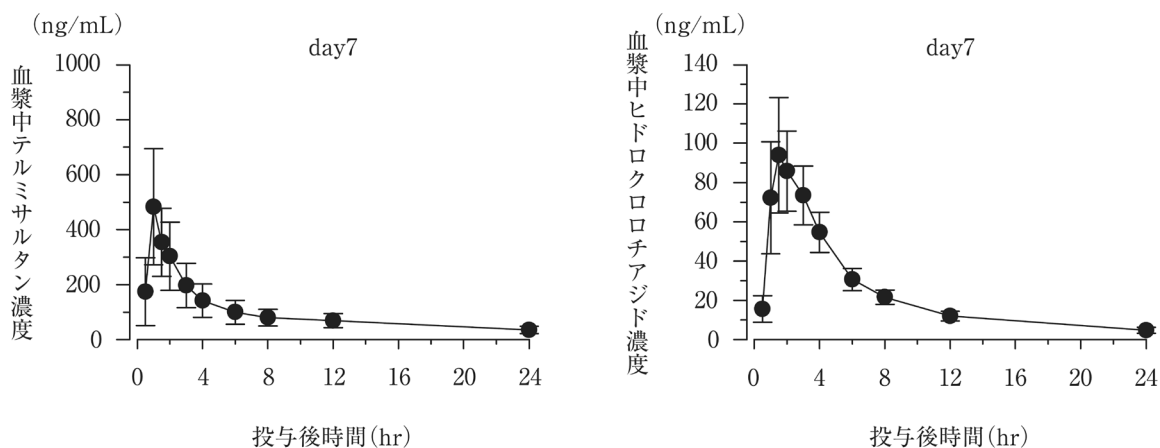 (ng/mL)
day7
血漿中テルミサルタン濃度
1000
800
600
400
200
0
0 4 8 12 16 20 24
投与後時間(hr)
(ng/mL)
day7
血漿中ヒドロクロロチアジド濃度
140
120
100
80
60
40
20
0
0 4 8 12 16 20 24
投与後時間(hr)